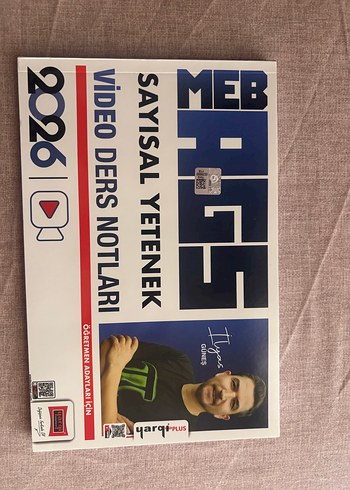 MEB
AGS
SAYISAL YETENEK
VİDEO DERS NOTLARI
2026
ÖĞRETMEN ADAYLARI İÇİN
İlyas
GÜNEŞ
yargı PLUS